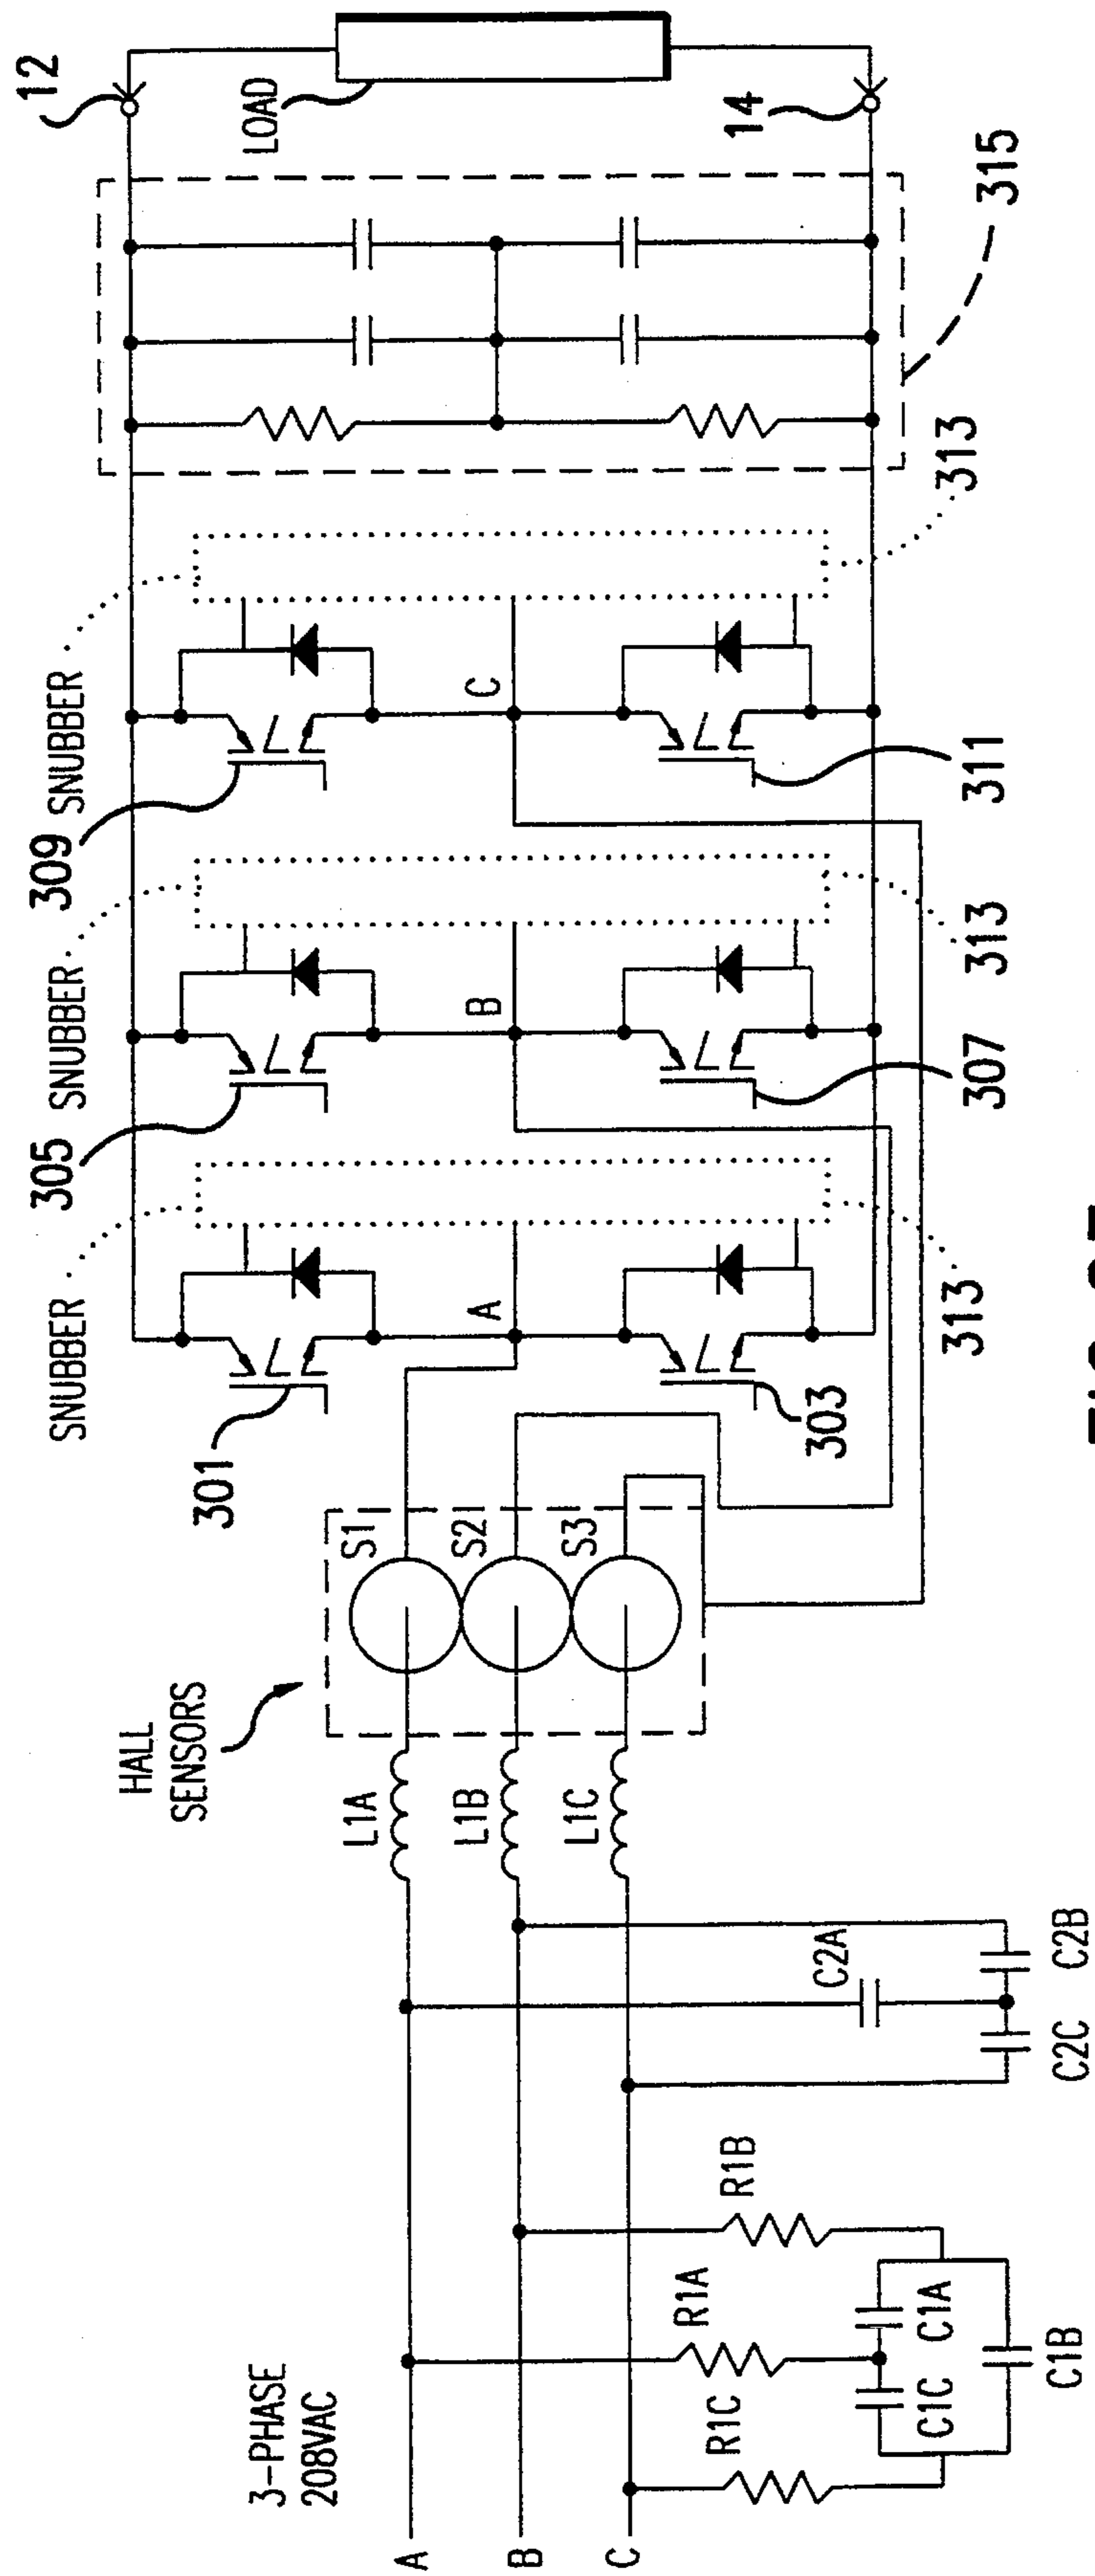 3-PHASE
208VAC
A
B
C
R1C
R1A
R1B
C1C
C1A
C1B
C2A
C2C
C2B
L1A
L1B
L1C
HALL
SENSORS
S1
S2
S3
301
303
SNUBBER
A
313
305
307
SNUBBER
B
313
309
311
SNUBBER
C
313
315
LOAD
12
14